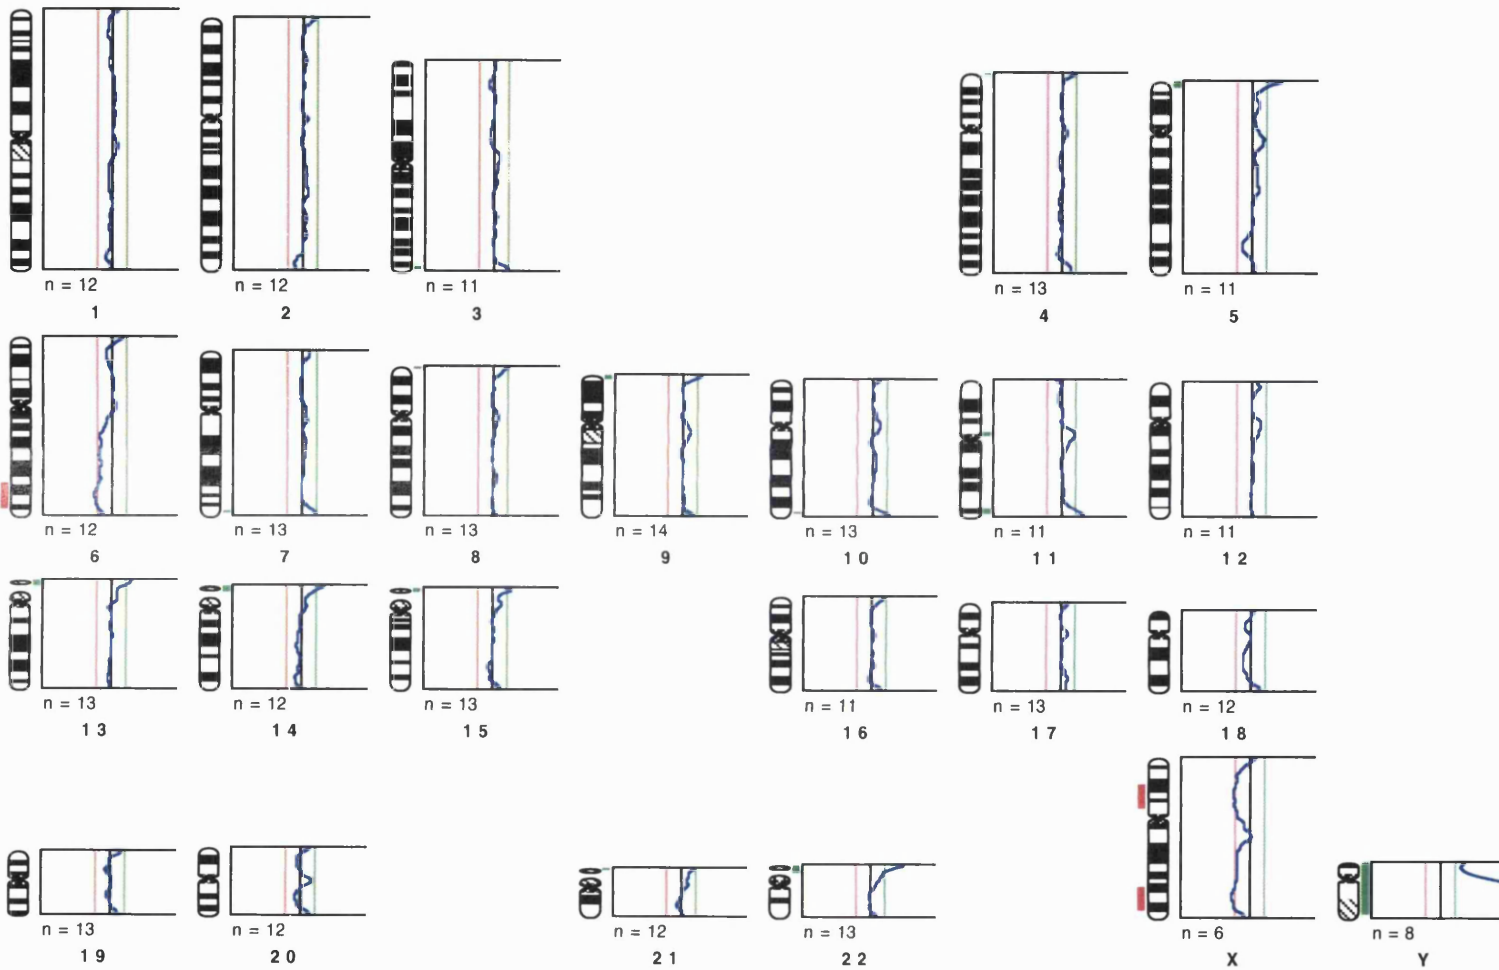 n = 12
n = 12
n = 11
n = 13
n = 11
1
2
3
4
5
n = 12
n = 13
n = 13
n = 14
n = 13
n = 11
n = 11
6
7
8
9
10
11
12
n = 13
n = 12
n = 13
n = 11
n = 13
n = 12
13
14
15
16
17
18
n = 13
n = 12
n = 12
n = 13
n = 6
n = 8
19
20
21
22
X
Y